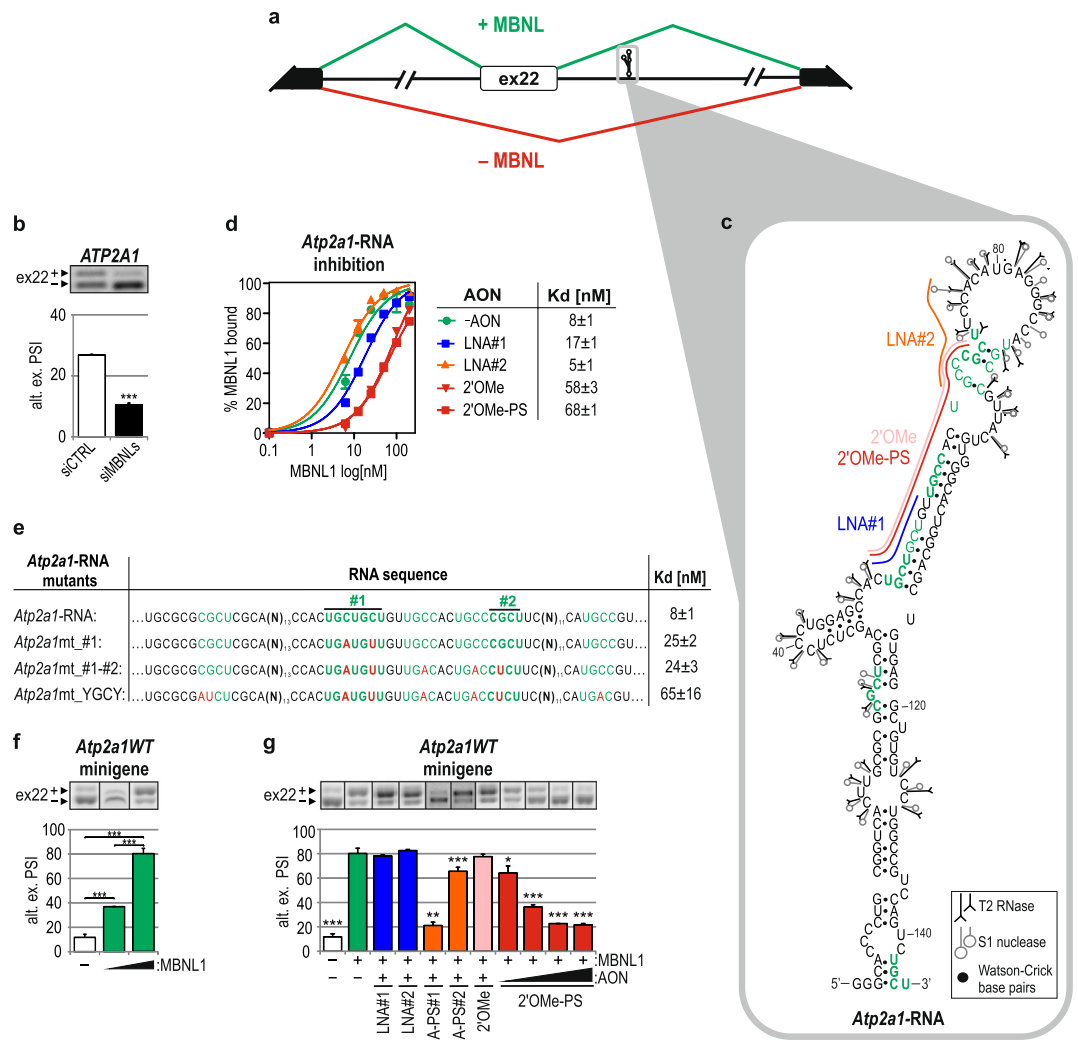 a
+ MBNL
ex22
– MBNL
b
ATP2A1
ex22 +
–
alt. ex. PSI
40
20
0
***
siCTRL
siMBNLs
d
Atp2a1-RNA
inhibition
% MBNL1 bound
100
80
60
40
20
0
0.1 1 10 100
MBNL1 log[nM]
AON Kd [nM]
-AON 8±1
LNA#1 17±1
LNA#2 5±1
2'OMe 58±3
2'OMe-PS 68±1
c
80
LNA#2
2'OMe
2'OMe-PS
LNA#1
40
120
140
5'–GGG
–3'
Atp2a1-RNA
T2 RNase
S1 nuclease
Watson-Crick
base pairs
e
Atp2a1-RNA
mutants
RNA sequence
Kd [nM]
#1 #2
Atp2a1-RNA: ...UGCGCGCGCUCGCA(N)13CCACUGCUGCUGUUGCCACUGCCCGCUUUC(N)11CAUGCCGU... 8±1
Atp2a1mt_#1: ...UGCGCGCGCUCGCA(N)13CCACUGAUGUUGUUGCCACUGCCCGCUUUC(N)11CAUGCCGU... 25±2
Atp2a1mt_#1-#2: ...UGCGCGCGCUCGCA(N)13CCACUGAUGUUGUUGACACUGACCUCUUUC(N)11CAUGCCGU... 24±3
Atp2a1mt_YGCY: ...UGCGCGAUCUCGCA(N)13CCACUGAUGUUGUUGACACUGACCUCUUUC(N)11CAUGACGU... 65±16
f
Atp2a1WT
minigene
ex22 +
–
alt. ex. PSI
100
80
60
40
20
0
***
***
***
– :MBNL1
g
Atp2a1WT
minigene
ex22 +
–
alt. ex. PSI
100
80
60
40
20
0
*** ** *** * *** *** ***
– + + + + + + + + + + :MBNL1
– – + + + + + :AON
LNA#1
LNA#2
A-PS#1
A-PS#2
2'OMe
2'OMe-PS